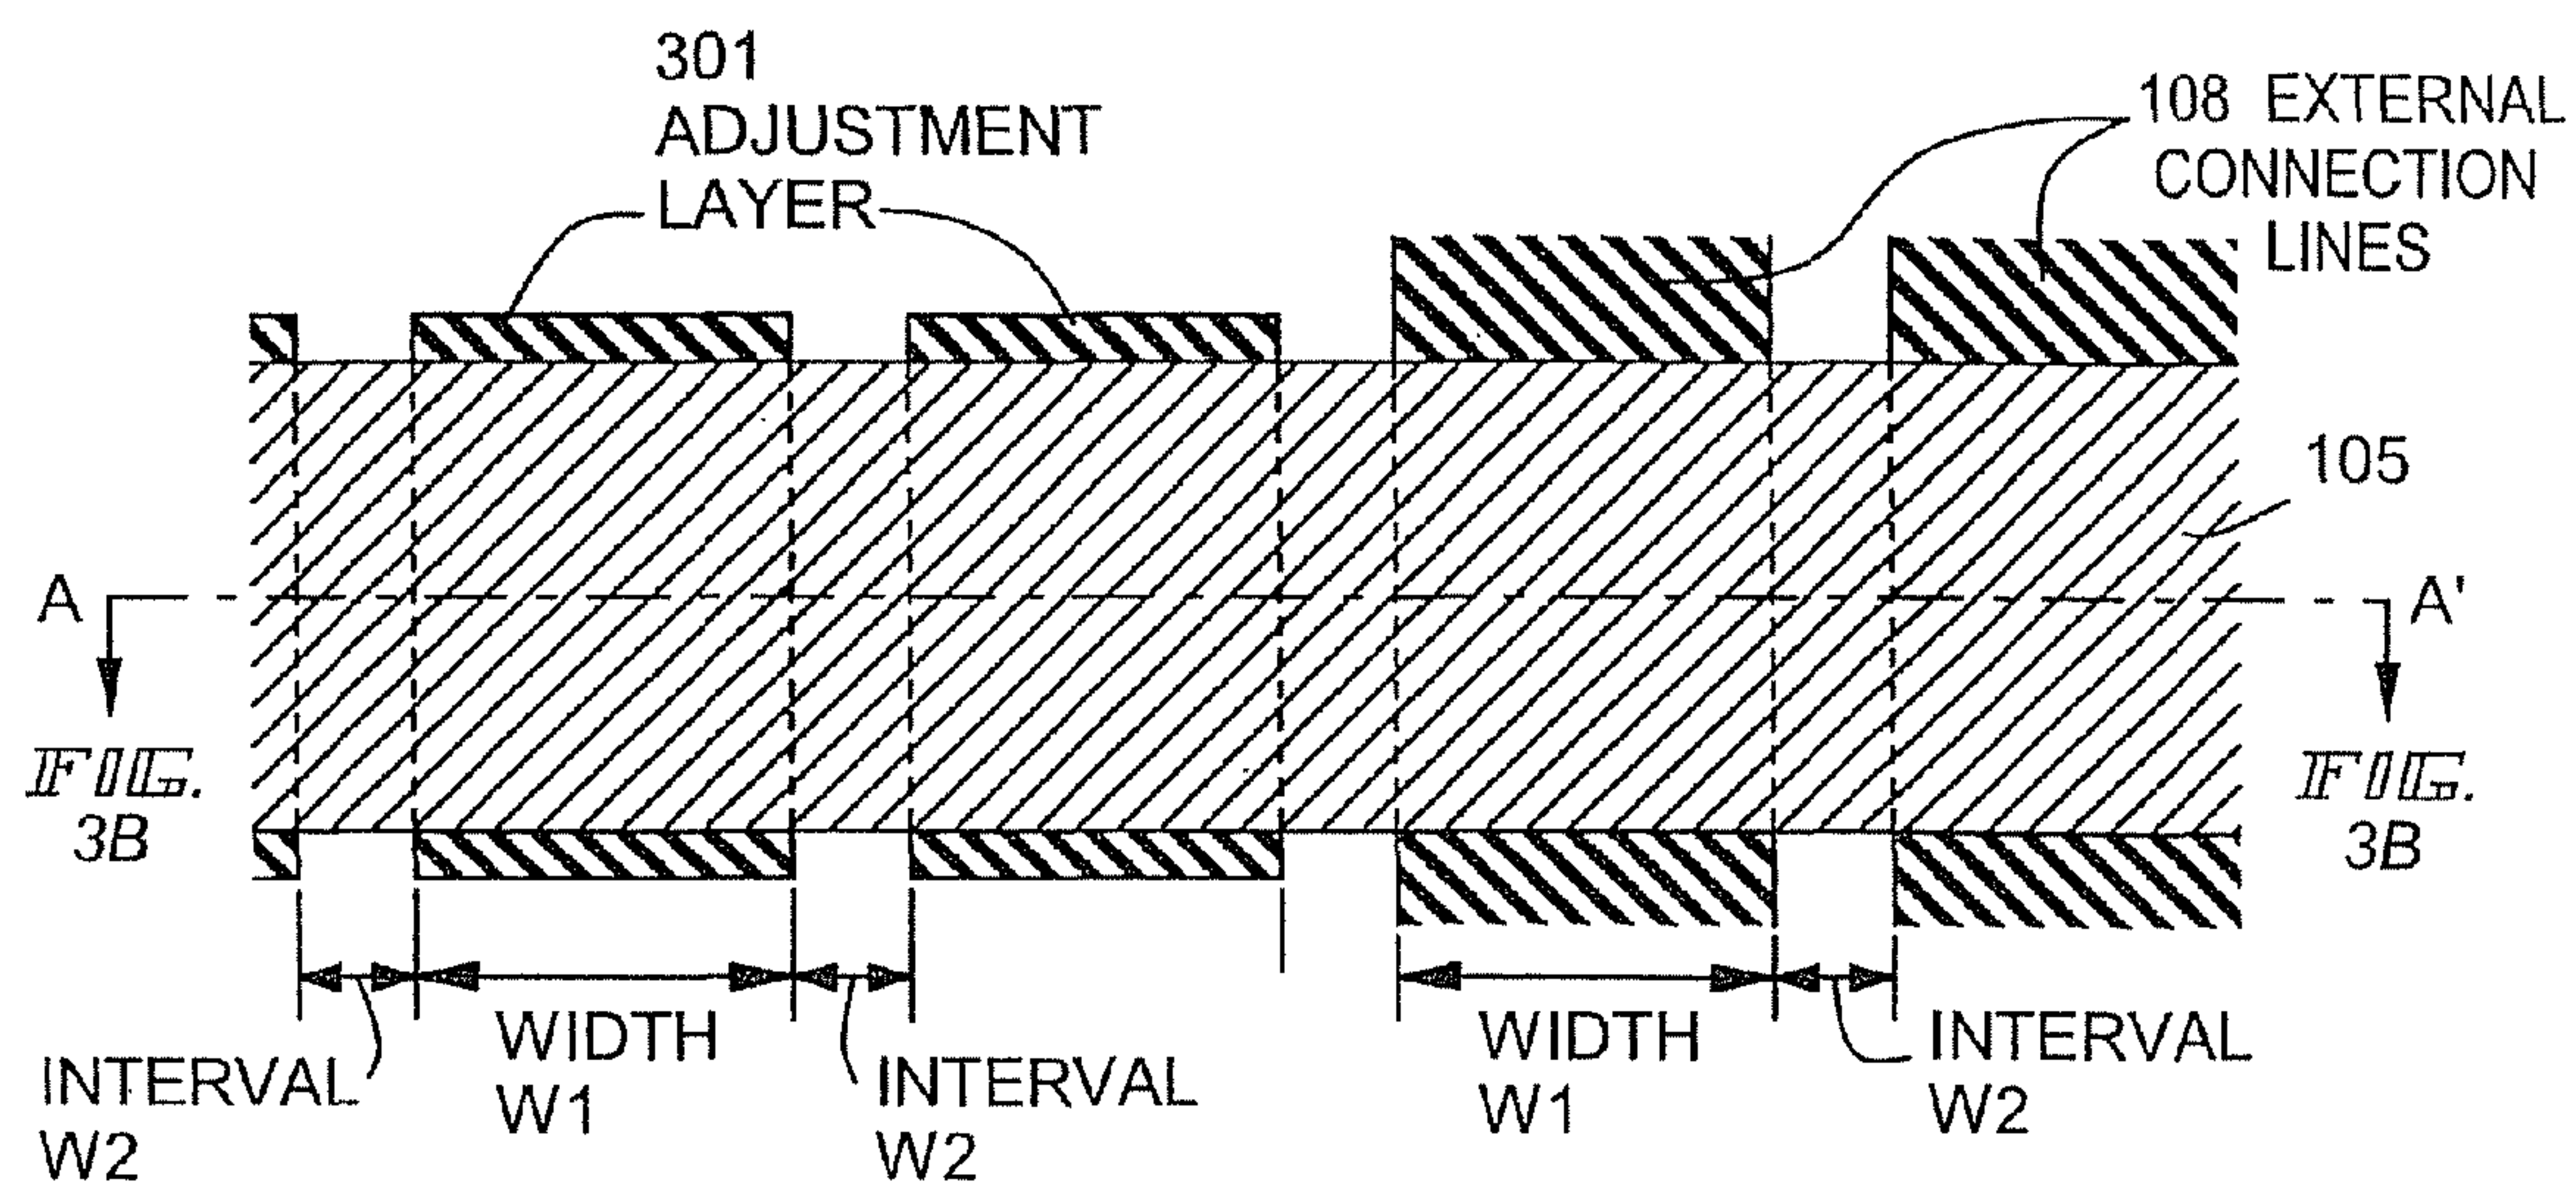 301
ADJUSTMENT
LAYER
108 EXTERNAL
CONNECTION
LINES
105
A
A'
FIG.
3B
FIG.
3B
INTERVAL
W2
WIDTH
W1
INTERVAL
W2
WIDTH
W1
INTERVAL
W2